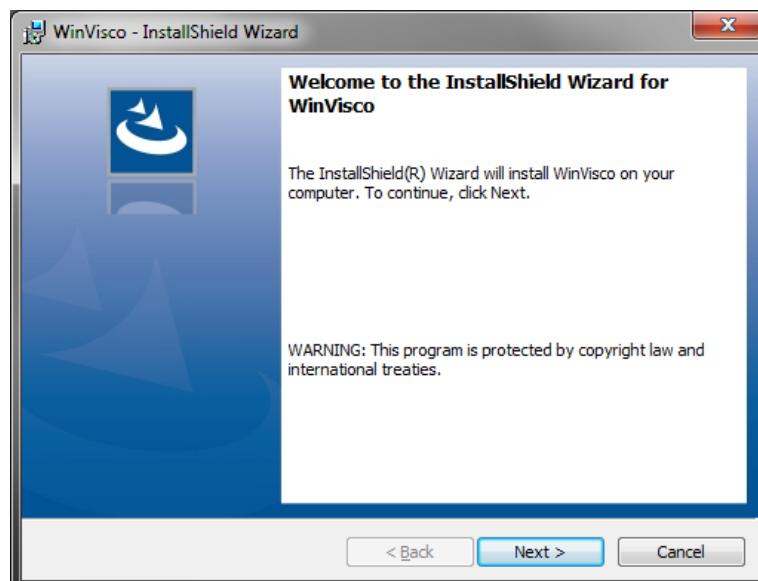 WinVisco - InstallShield Wizard
Welcome to the InstallShield Wizard for
WinVisco
The InstallShield(R) Wizard will install WinVisco on your
computer. To continue, click Next.
WARNING: This program is protected by copyright law and
international treaties.
< Back Next > Cancel